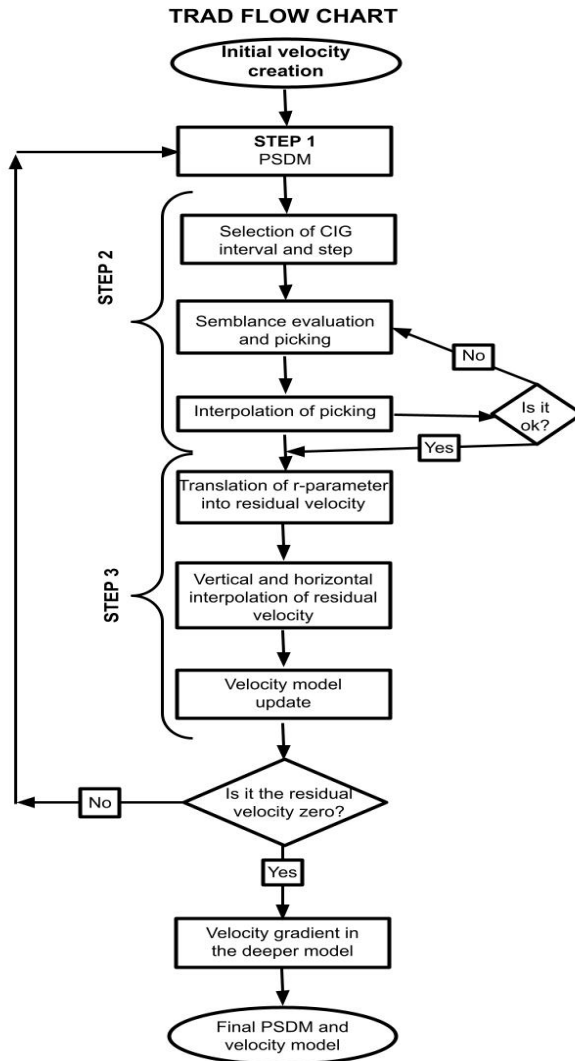 TRAD FLOW CHART
Initial velocity
creation
STEP 1
PSDM
STEP 2
Selection of CIG
interval and step
Semblance evaluation
and picking
No
Interpolation of picking
Is it
ok?
Yes
STEP 3
Translation of r-parameter
into residual velocity
Vertical and horizontal
interpolation of residual
velocity
Velocity model
update
Is it the residual
velocity zero?
No
Yes
Velocity gradient in
the deeper model
Final PSDM and
velocity model